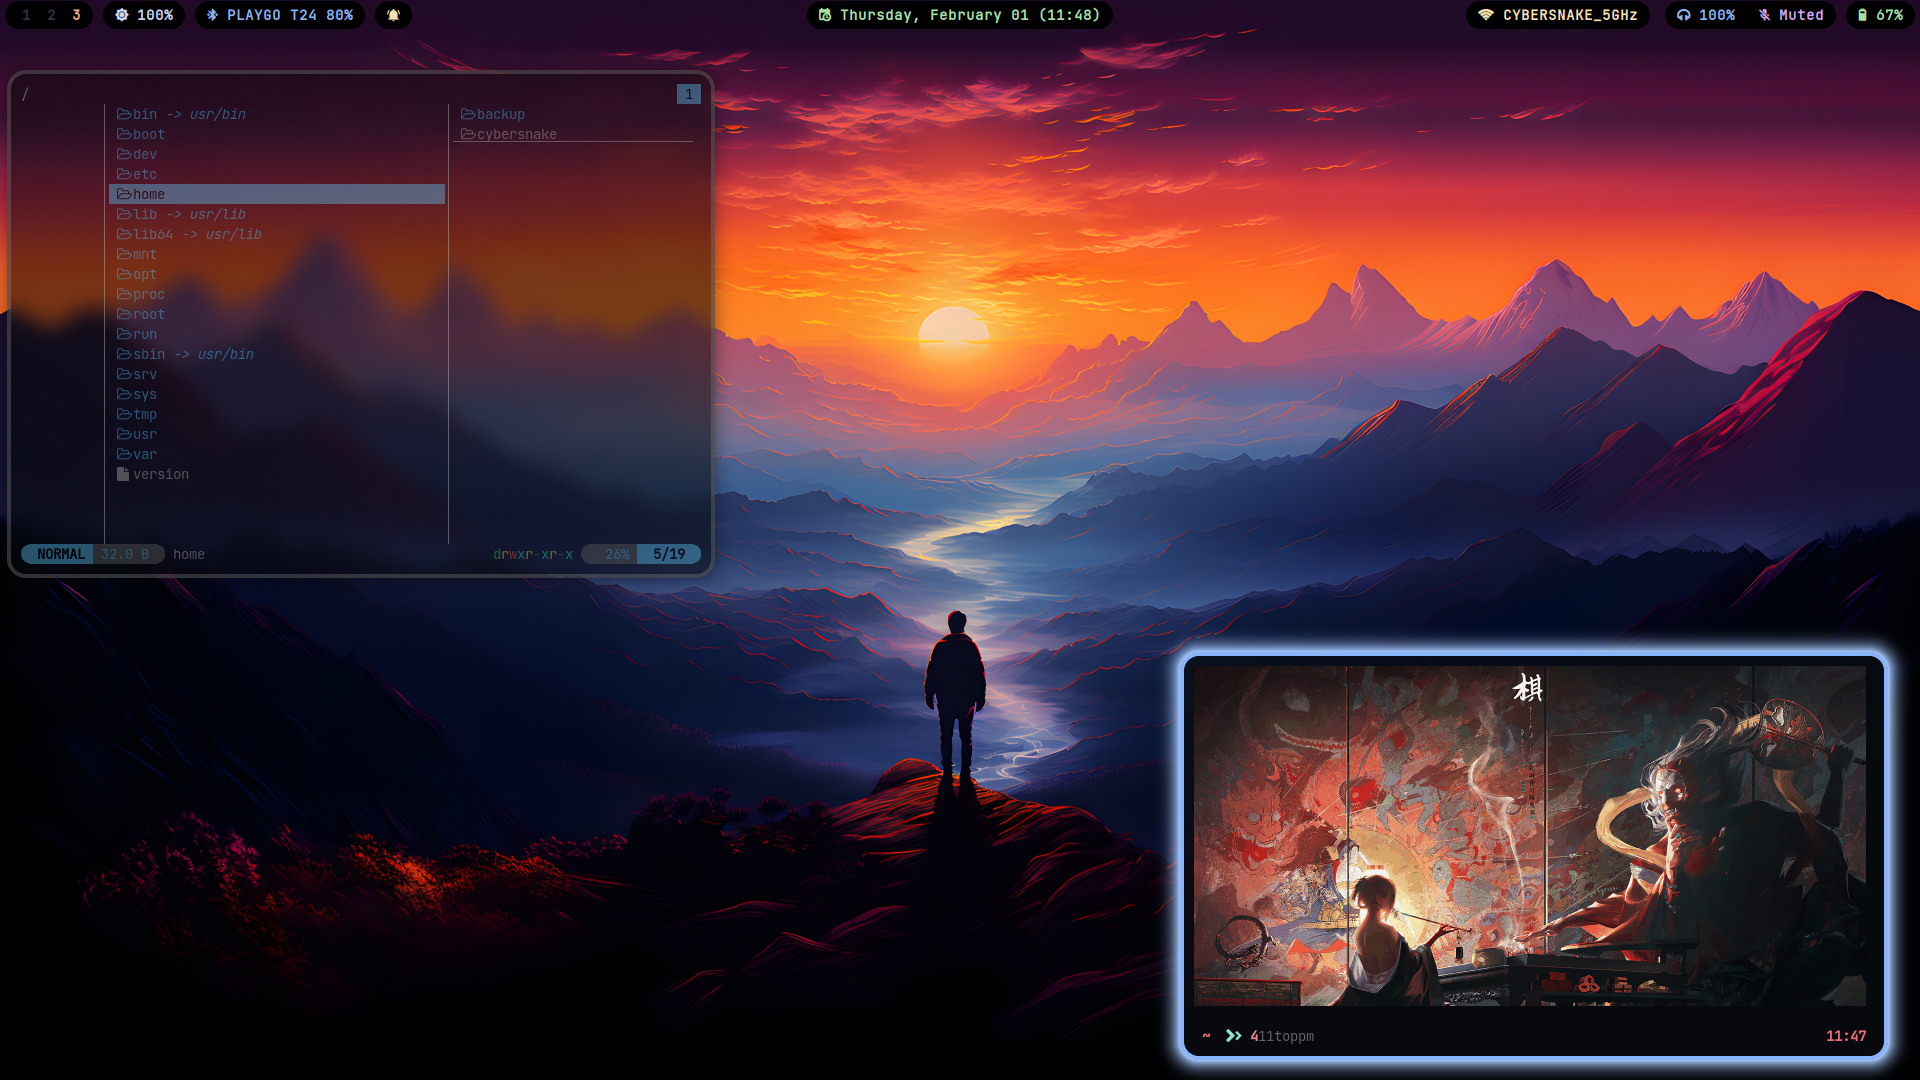 1 2 3 100% PLAYGO T24 80% Thursday, February 01 (11:48) CYBERSNAKE_5GHz 100% Muted 67%
/ 1
bin -> usr/bin
boot
dev
etc
home
lib -> usr/lib
lib64 -> usr/lib
mnt
opt
proc
root
run
sbin -> usr/bin
srv
sys
tmp
usr
var
version
backup
cybersnake
NORMAL 32.0 B home drwxr-xr-x 26% 5/19
棋
~ 411toppm 11:47